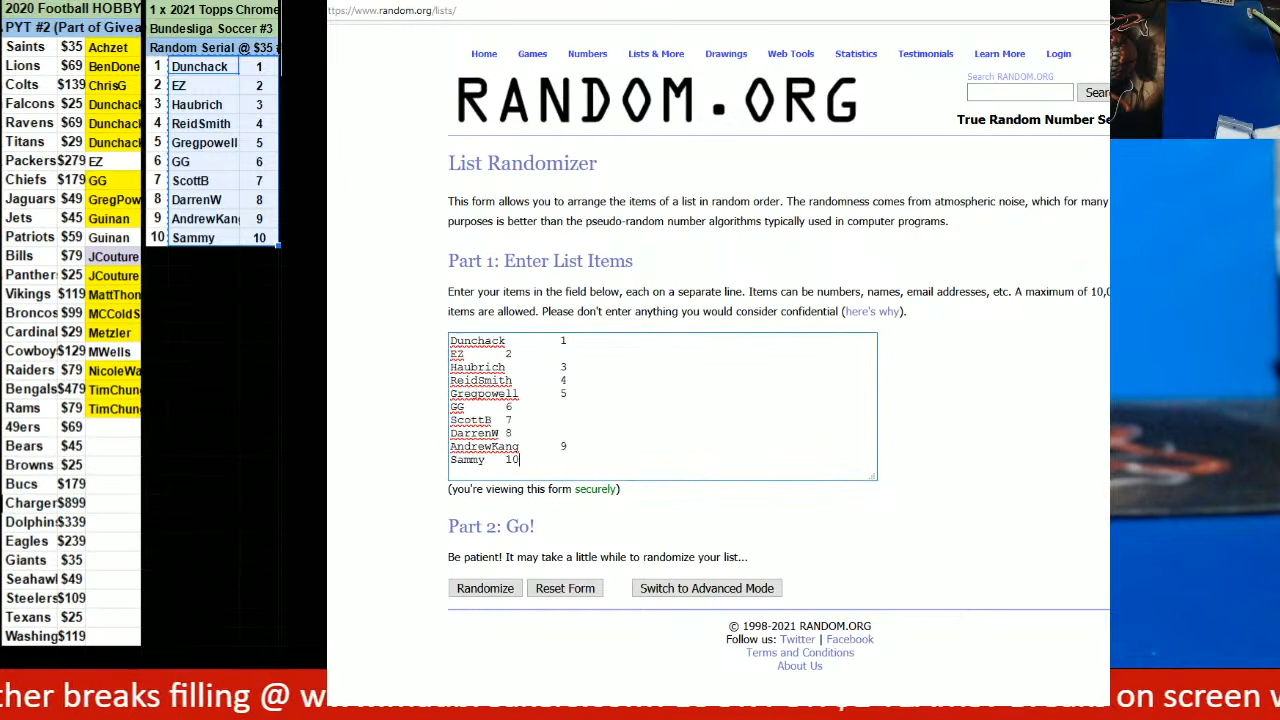 2020 Football HOBBY
PYT #2 (Part of Givea
Saints $35 Achzet
Lions $69 BenDone
Colts $139 ChrisG
Falcons $25 Dunchack
Ravens $69 Dunchack
Titans $29 Dunchack
Packers $279 EZ
Chiefs $179 GG
Jaguars $49 GregPow
Jets $45 Guinan
Patriots $59 Guinan
Bills $79 JCouture
Panthers $25 JCouture
Vikings $119 MattThon
Broncos $99 MCColdS
Cardinal $29 Metzler
Cowboy $129 MWells
Raiders $79 NicoleWa
Bengals $479 TimChung
Rams $79 TimChung
49ers $69
Bears $45
Browns $25
Bucs $179
Charger $899
Dolphin $339
Eagles $239
Giants $35
Seahawl $49
Steelers $109
Texans $25
Washing $119
1 x 2021 Topps Chrome
Bundesliga Soccer #3
Random Serial @ $35
1 Dunchack 1
2 EZ 2
3 Haubrich 3
4 ReidSmith 4
5 Gregpowell 5
6 GG 6
7 ScottB 7
8 DarrenW 8
9 AndrewKang 9
10 Sammy 10
ttps://www.random.org/lists/
Home Games Numbers Lists & More Drawings Web Tools Statistics Testimonials Learn More Login
Search RANDOM.ORG
Sear
RANDOM.ORG
True Random Number Se
List Randomizer
This form allows you to arrange the items of a list in random order. The randomness comes from atmospheric noise, which for many
purposes is better than the pseudo-random number algorithms typically used in computer programs.
Part 1: Enter List Items
Enter your items in the field below, each on a separate line. Items can be numbers, names, email addresses, etc. A maximum of 10,0
items are allowed. Please don't enter anything you would consider confidential (here's why).
Dunchack 1
EZ 2
Haubrich 3
ReidSmith 4
Gregpowell 5
GG 6
ScottB 7
DarrenW 8
AndrewKang 9
Sammy 10
(you're viewing this form securely)
Part 2: Go!
Be patient! It may take a little while to randomize your list...
Randomize Reset Form Switch to Advanced Mode
© 1998-2021 RANDOM.ORG
Follow us: Twitter | Facebook
Terms and Conditions
About Us
ther breaks filling @ w
on screen